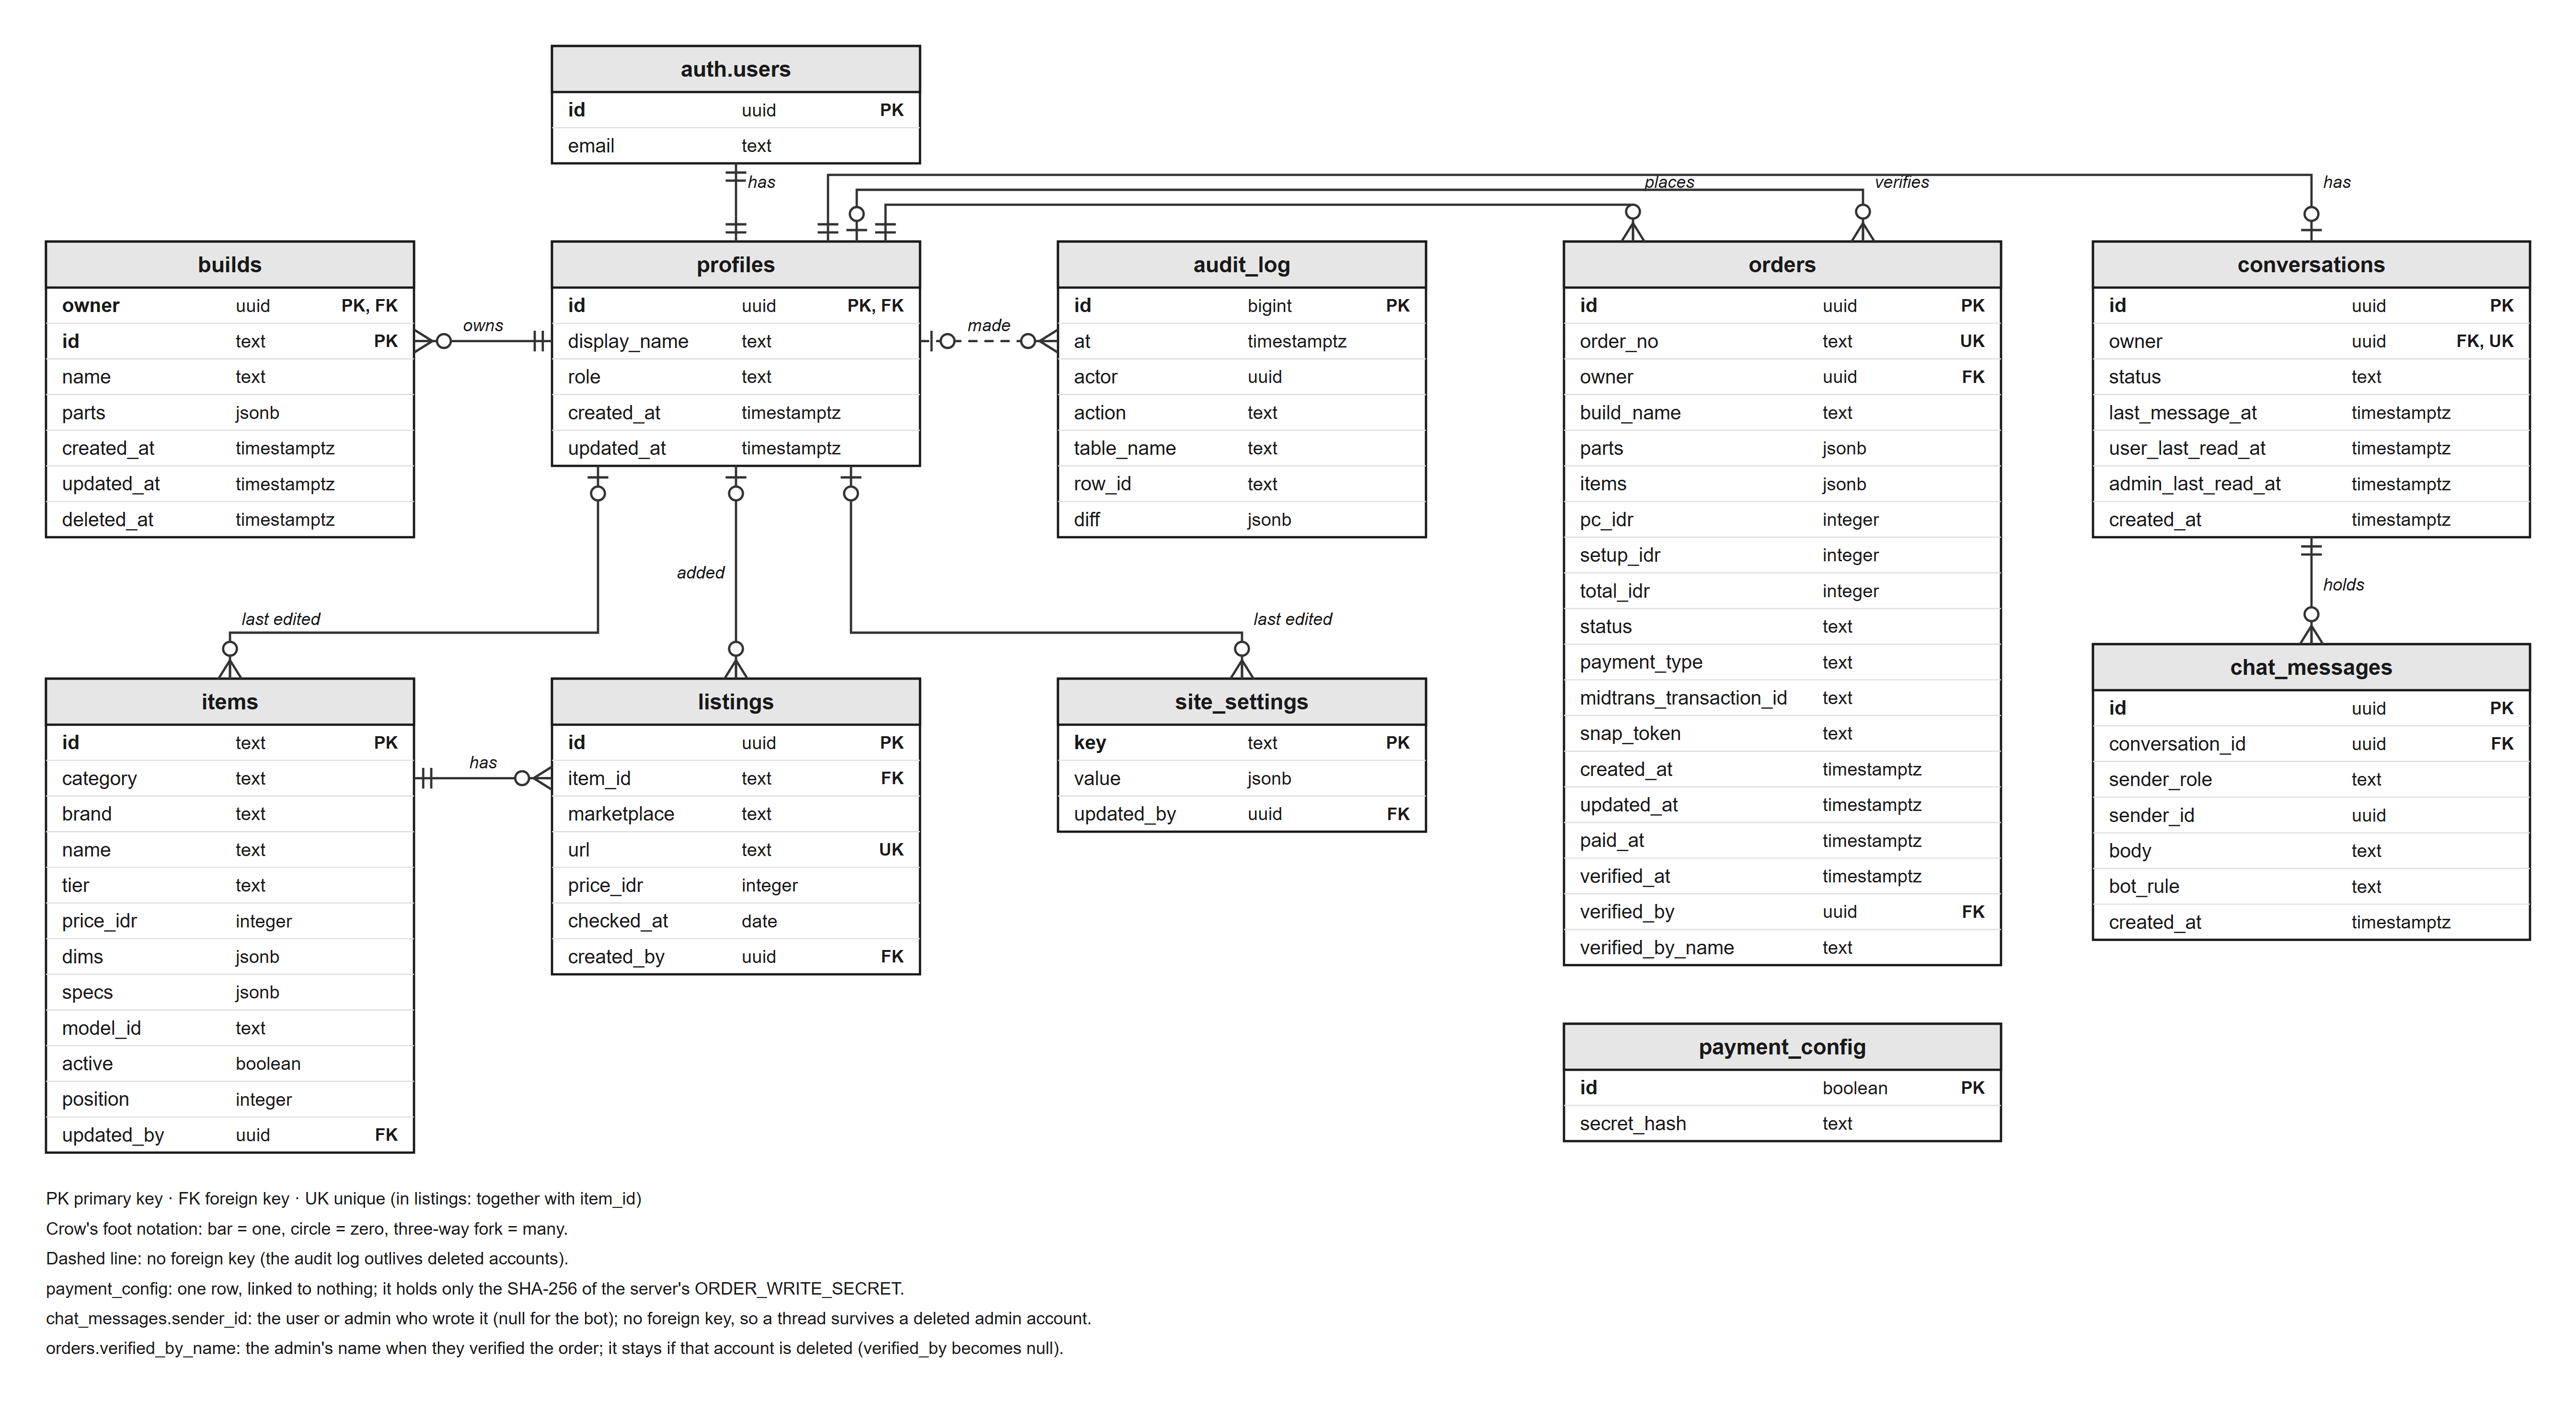 auth.users
id uuid PK
email text
has
places
verifies
has
builds
owner uuid PK, FK
id text PK
name text
parts jsonb
created_at timestamptz
updated_at timestamptz
deleted_at timestamptz
owns
profiles
id uuid PK, FK
display_name text
role text
created_at timestamptz
updated_at timestamptz
made
audit_log
id bigint PK
at timestamptz
actor uuid
action text
table_name text
row_id text
diff jsonb
orders
id uuid PK
order_no text UK
owner uuid FK
build_name text
parts jsonb
items jsonb
pc_idr integer
setup_idr integer
total_idr integer
status text
payment_type text
midtrans_transaction_id text
snap_token text
created_at timestamptz
updated_at timestamptz
paid_at timestamptz
verified_at timestamptz
verified_by uuid FK
verified_by_name text
conversations
id uuid PK
owner uuid FK, UK
status text
last_message_at timestamptz
user_last_read_at timestamptz
admin_last_read_at timestamptz
created_at timestamptz
holds
last edited
added
last edited
items
id text PK
category text
brand text
name text
tier text
price_idr integer
dims jsonb
specs jsonb
model_id text
active boolean
position integer
updated_by uuid FK
has
listings
id uuid PK
item_id text FK
marketplace text
url text UK
price_idr integer
checked_at date
created_by uuid FK
site_settings
key text PK
value jsonb
updated_by uuid FK
chat_messages
id uuid PK
conversation_id uuid FK
sender_role text
sender_id uuid
body text
bot_rule text
created_at timestamptz
payment_config
id boolean PK
secret_hash text
PK primary key · FK foreign key · UK unique (in listings: together with item_id)
Crow's foot notation: bar = one, circle = zero, three-way fork = many.
Dashed line: no foreign key (the audit log outlives deleted accounts).
payment_config: one row, linked to nothing; it holds only the SHA-256 of the server's ORDER_WRITE_SECRET.
chat_messages.sender_id: the user or admin who wrote it (null for the bot); no foreign key, so a thread survives a deleted admin account.
orders.verified_by_name: the admin's name when they verified the order; it stays if that account is deleted (verified_by becomes null).